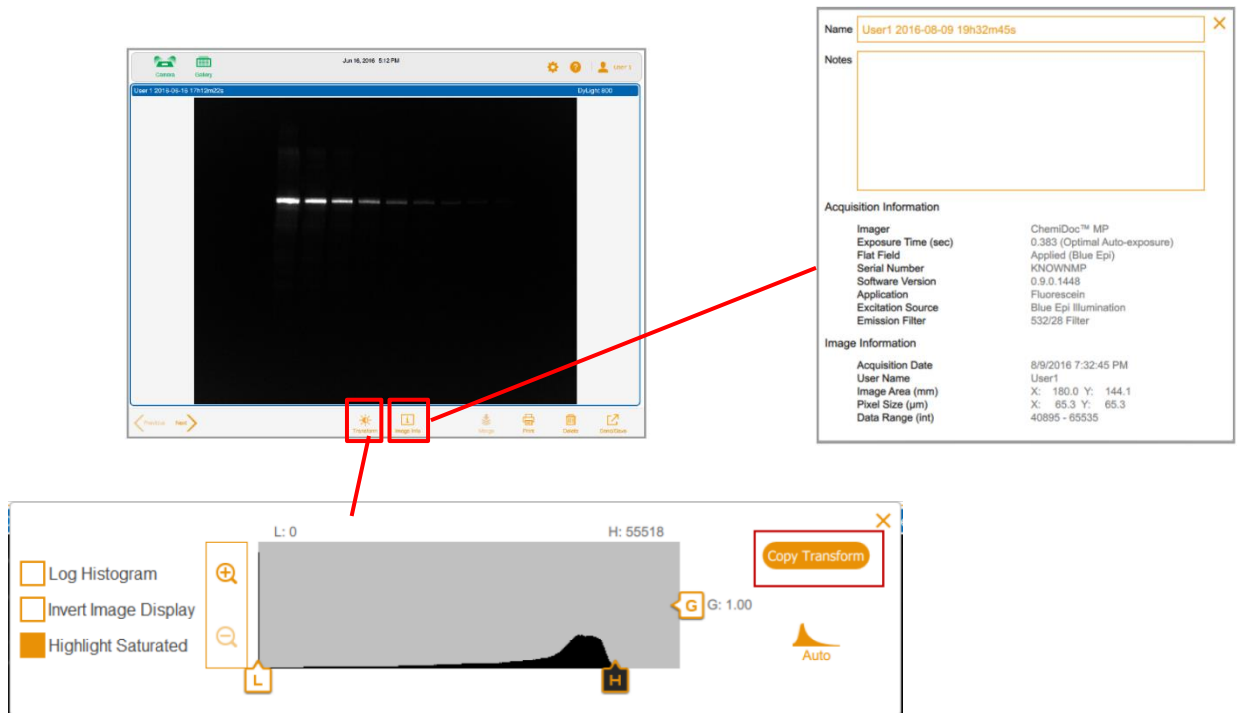 Camera
Gallery
Jun 16, 2016 5:12 PM
User 1
User 1 2016-06-16 17h12m22s
DyLight 800
Previous
Next
Transform
Image Info
Merge
Print
Delete
Send/Save
Name User1 2016-08-09 19h32m45s
Notes
Acquisition Information
Imager ChemiDoc™ MP
Exposure Time (sec) 0.383 (Optimal Auto-exposure)
Flat Field Applied (Blue Epi)
Serial Number KNOWNMP
Software Version 0.9.0.1448
Application Fluorescein
Excitation Source Blue Epi Illumination
Emission Filter 532/28 Filter
Image Information
Acquisition Date 8/9/2016 7:32:45 PM
User Name User1
Image Area (mm) X: 180.0 Y: 144.1
Pixel Size (µm) X: 65.3 Y: 65.3
Data Range (int) 40895 - 65535
L: 0 H: 55518
Copy Transform
Log Histogram
Invert Image Display
Highlight Saturated
G G: 1.00
Auto
L H